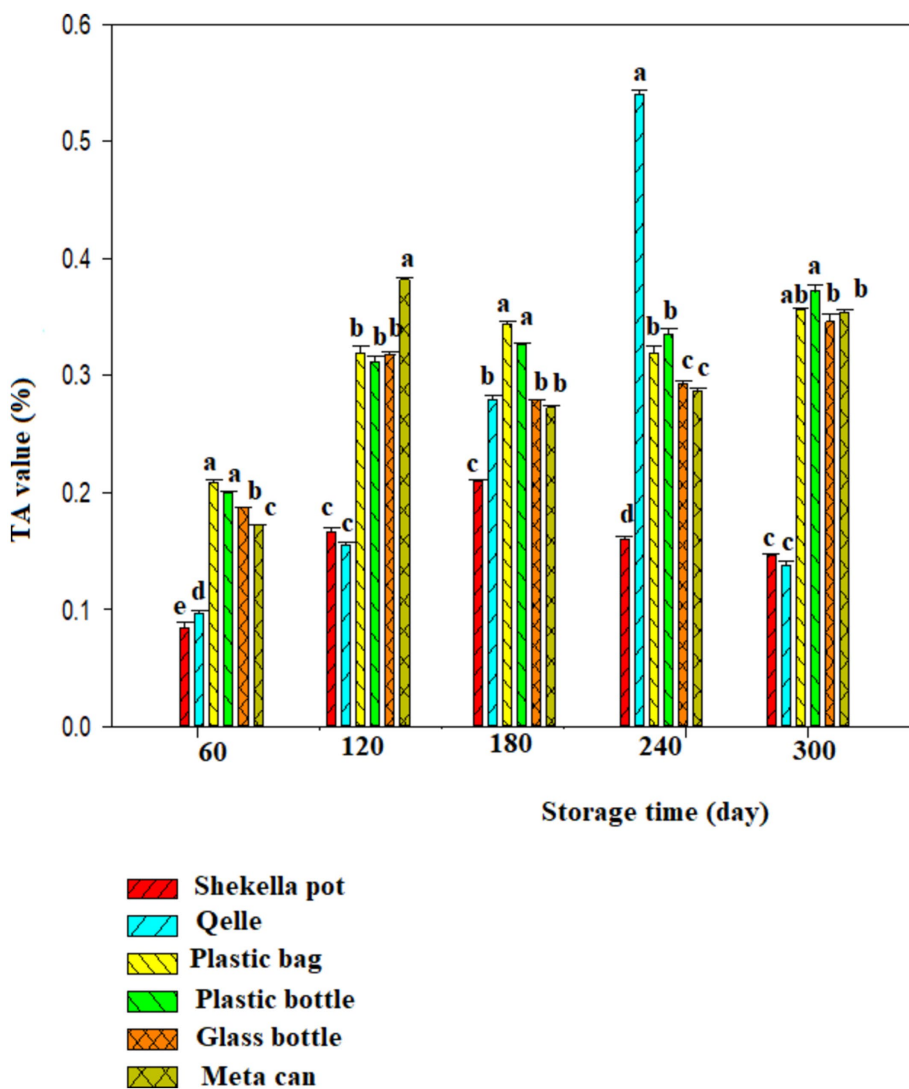 TA value (%)
0.6
0.5
0.4
0.3
0.2
0.1
0.0
e d a a b c
c c b b b a
c b a a b b
d a b b c c
c c ab a b b
60 120 180 240 300
Storage time (day)
Shekella pot
Qelle
Plastic bag
Plastic bottle
Glass bottle
Meta can